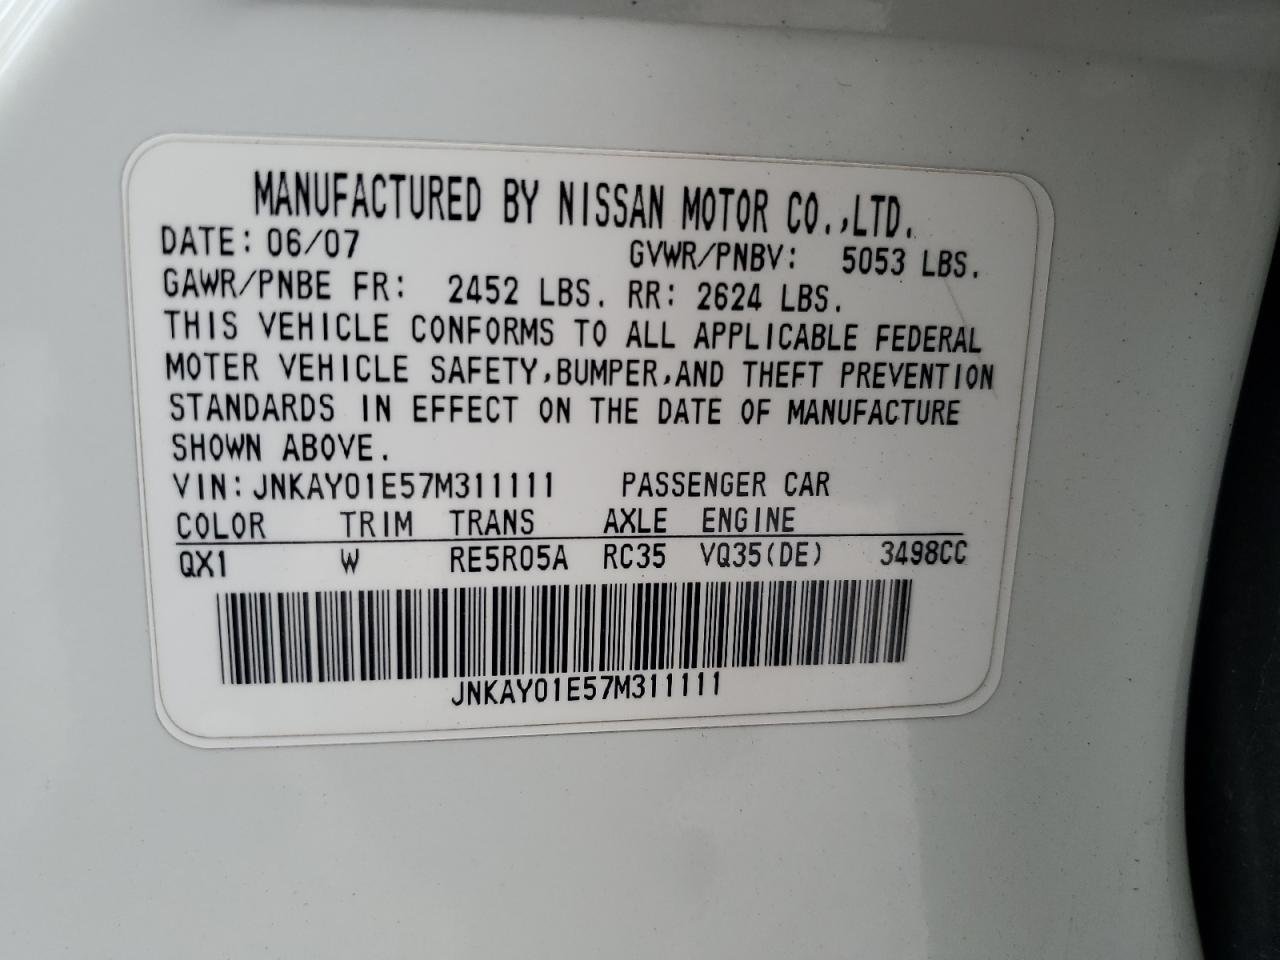 MANUFACTURED BY NISSAN MOTOR CO.,LTD.
DATE: 06/07 GVWR/PNBV: 5053 LBS.
GAWR/PNBE FR: 2452 LBS. RR: 2624 LBS.
THIS VEHICLE CONFORMS TO ALL APPLICABLE FEDERAL
MOTER VEHICLE SAFETY,BUMPER,AND THEFT PREVENTION
STANDARDS IN EFFECT ON THE DATE OF MANUFACTURE
SHOWN ABOVE.
VIN: JNKAY01E57M311111 PASSENGER CAR
COLOR TRIM TRANS AXLE ENGINE
QX1 W RE5R05A RC35 VQ35(DE) 3498CC
JNKAY01E57M311111